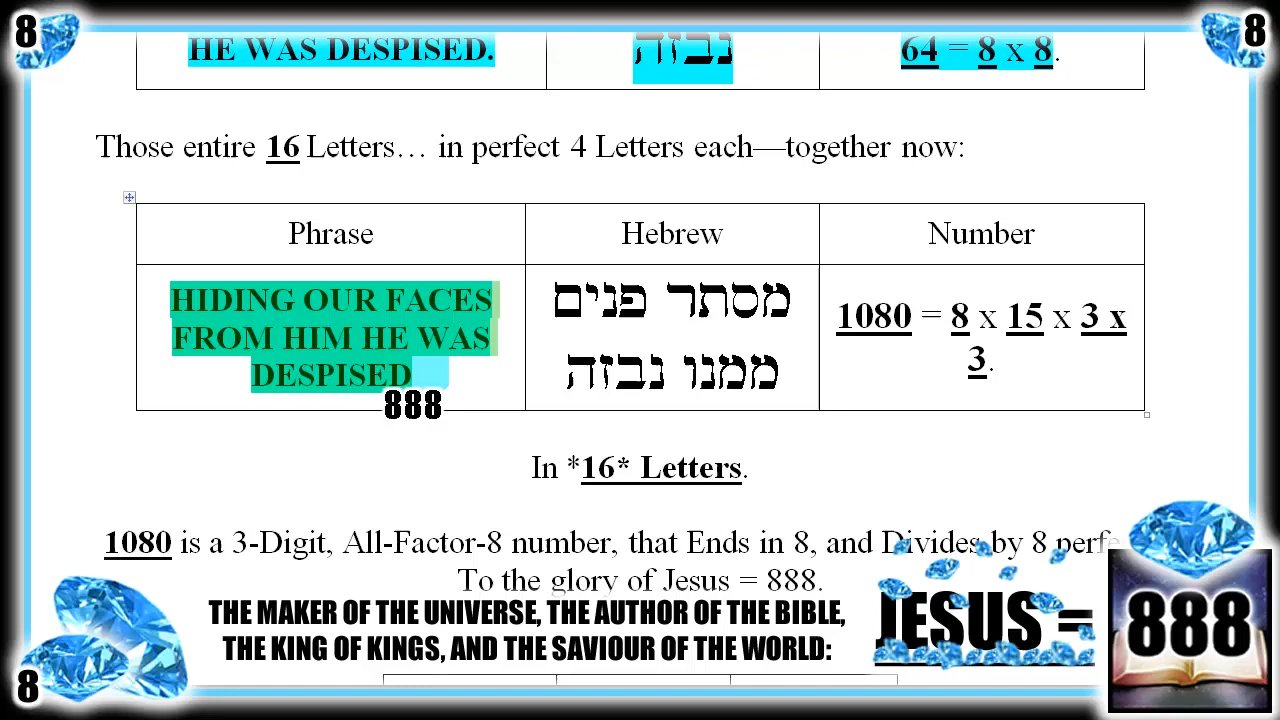 8
8
HE WAS DESPISED.
נבזה
64 = 8 x 8.
Those entire 16 Letters… in perfect 4 Letters each—together now:
Phrase
Hebrew
Number
HIDING OUR FACES
FROM HIM HE WAS
DESPISED
מסתר פנים
ממנו נבזה
1080 = 8 x 15 x 3 x
3.
888
In *16* Letters.
1080 is a 3-Digit, All-Factor-8 number, that Ends in 8, and Divides by 8
To the glory of Jesus = 888.
THE MAKER OF THE UNIVERSE, THE AUTHOR OF THE BIBLE,
THE KING OF KINGS, AND THE SAVIOUR OF THE WORLD:
JESUS =
888
8